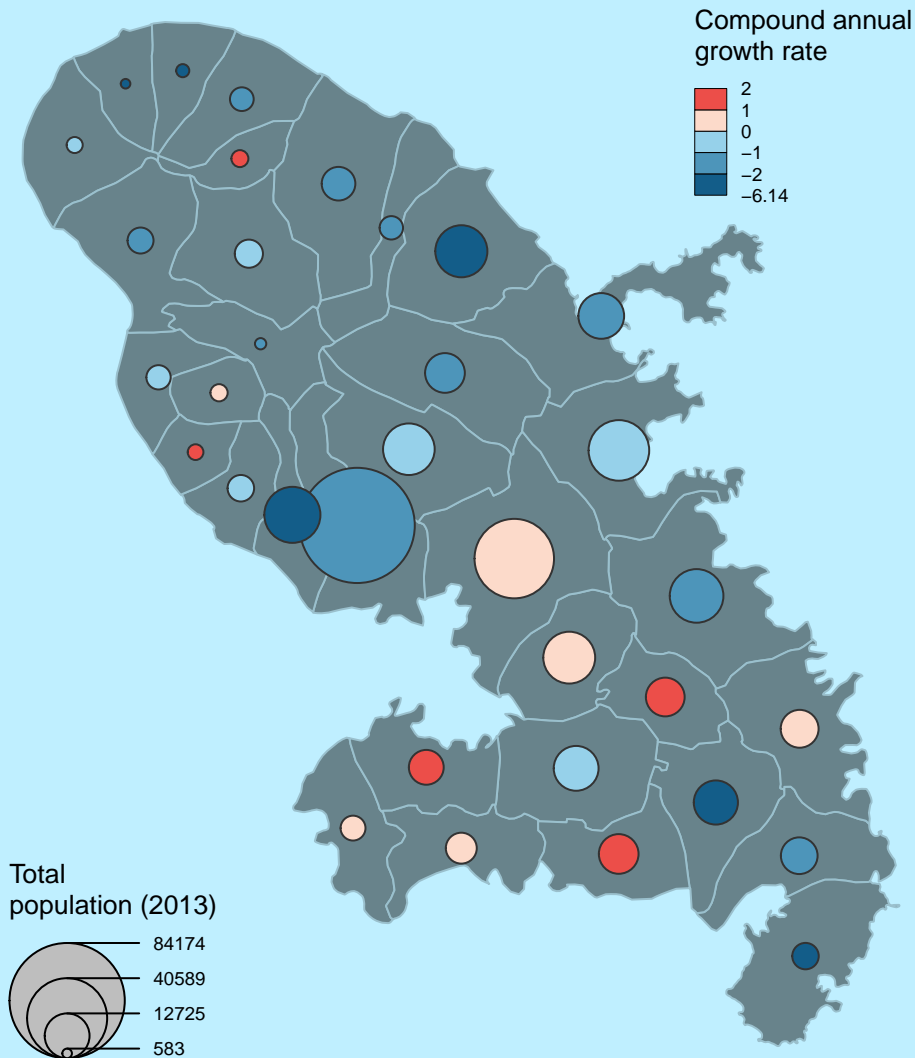 Compound annual
growth rate
2
1
0
−1
−2
−6.14
Total
population (2013)
84174
40589
12725
583